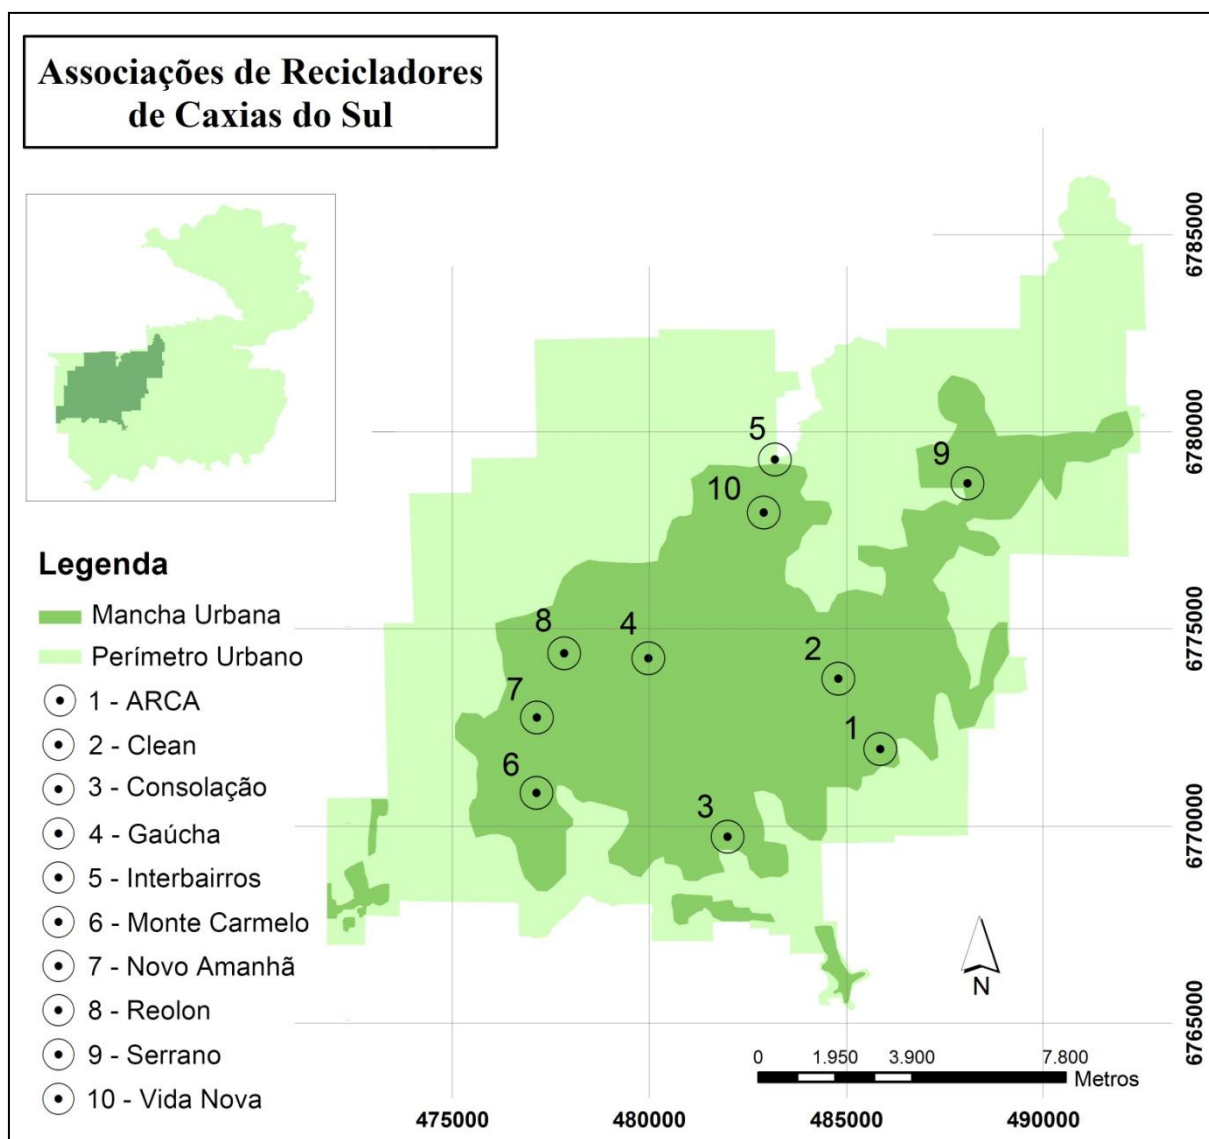 Associações de Recicladores
de Caxias do Sul
6785000
6780000
6775000
6770000
6765000
5
9
10
8
4
2
7
1
6
3
Legenda
Mancha Urbana
Perímetro Urbano
1 - ARCA
2 - Clean
3 - Consolação
4 - Gaúcha
5 - Interbairros
6 - Monte Carmelo
7 - Novo Amanhã
8 - Reolon
9 - Serrano
10 - Vida Nova
N
0 1.950 3.900 7.800
Metros
475000 480000 485000 490000